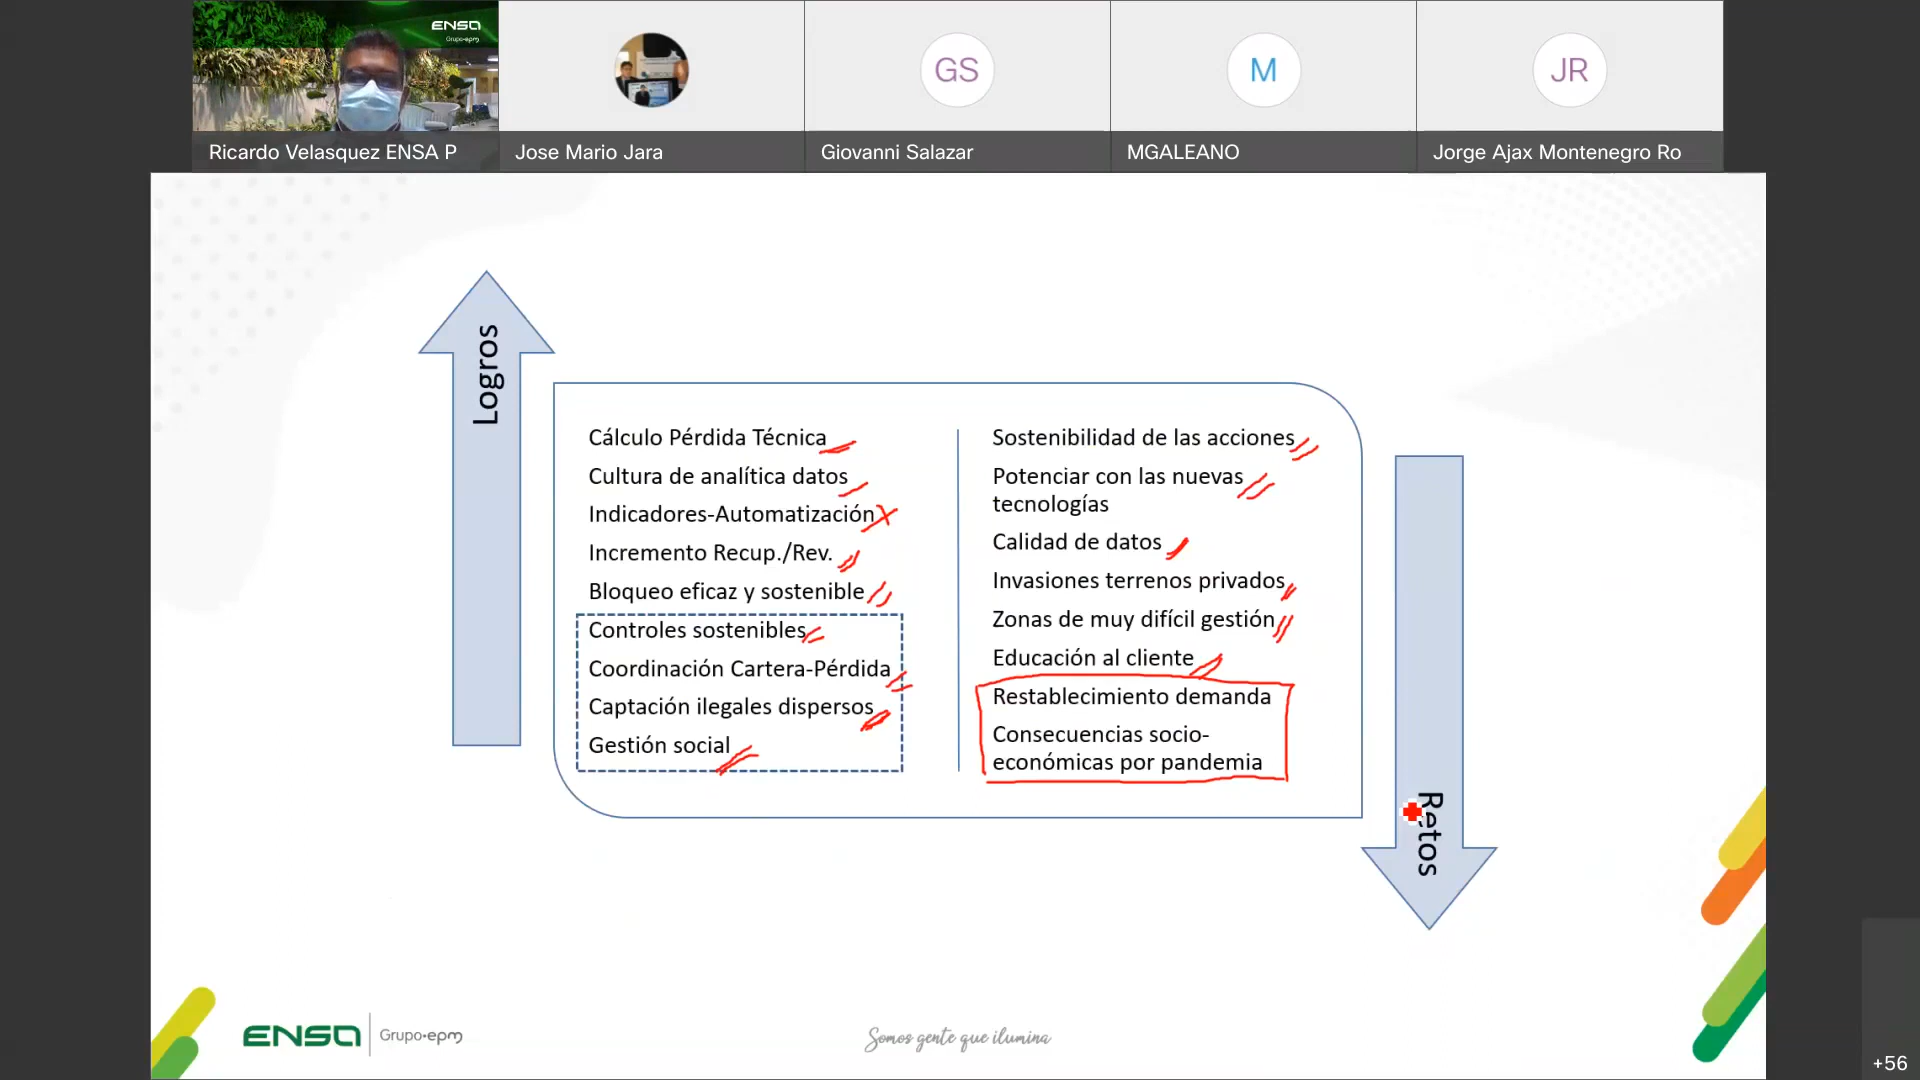 ENSA
Grupo•epm
Ricardo Velasquez ENSA P
Jose Mario Jara
GS
Giovanni Salazar
M
MGALEANO
JR
Jorge Ajax Montenegro Ro
Logros
Cálculo Pérdida Técnica
Cultura de analítica datos
Indicadores-Automatización
Incremento Recup./Rev.
Bloqueo eficaz y sostenible
Controles sostenibles
Coordinación Cartera-Pérdida
Captación ilegales dispersos
Gestión social
Sostenibilidad de las acciones
Potenciar con las nuevas
tecnologías
Calidad de datos
Invasiones terrenos privados
Zonas de muy difícil gestión
Educación al cliente
Restablecimiento demanda
Consecuencias socio-
económicas por pandemia
Retos
ENSA
Grupo•epm
Somos gente que ilumina
+56